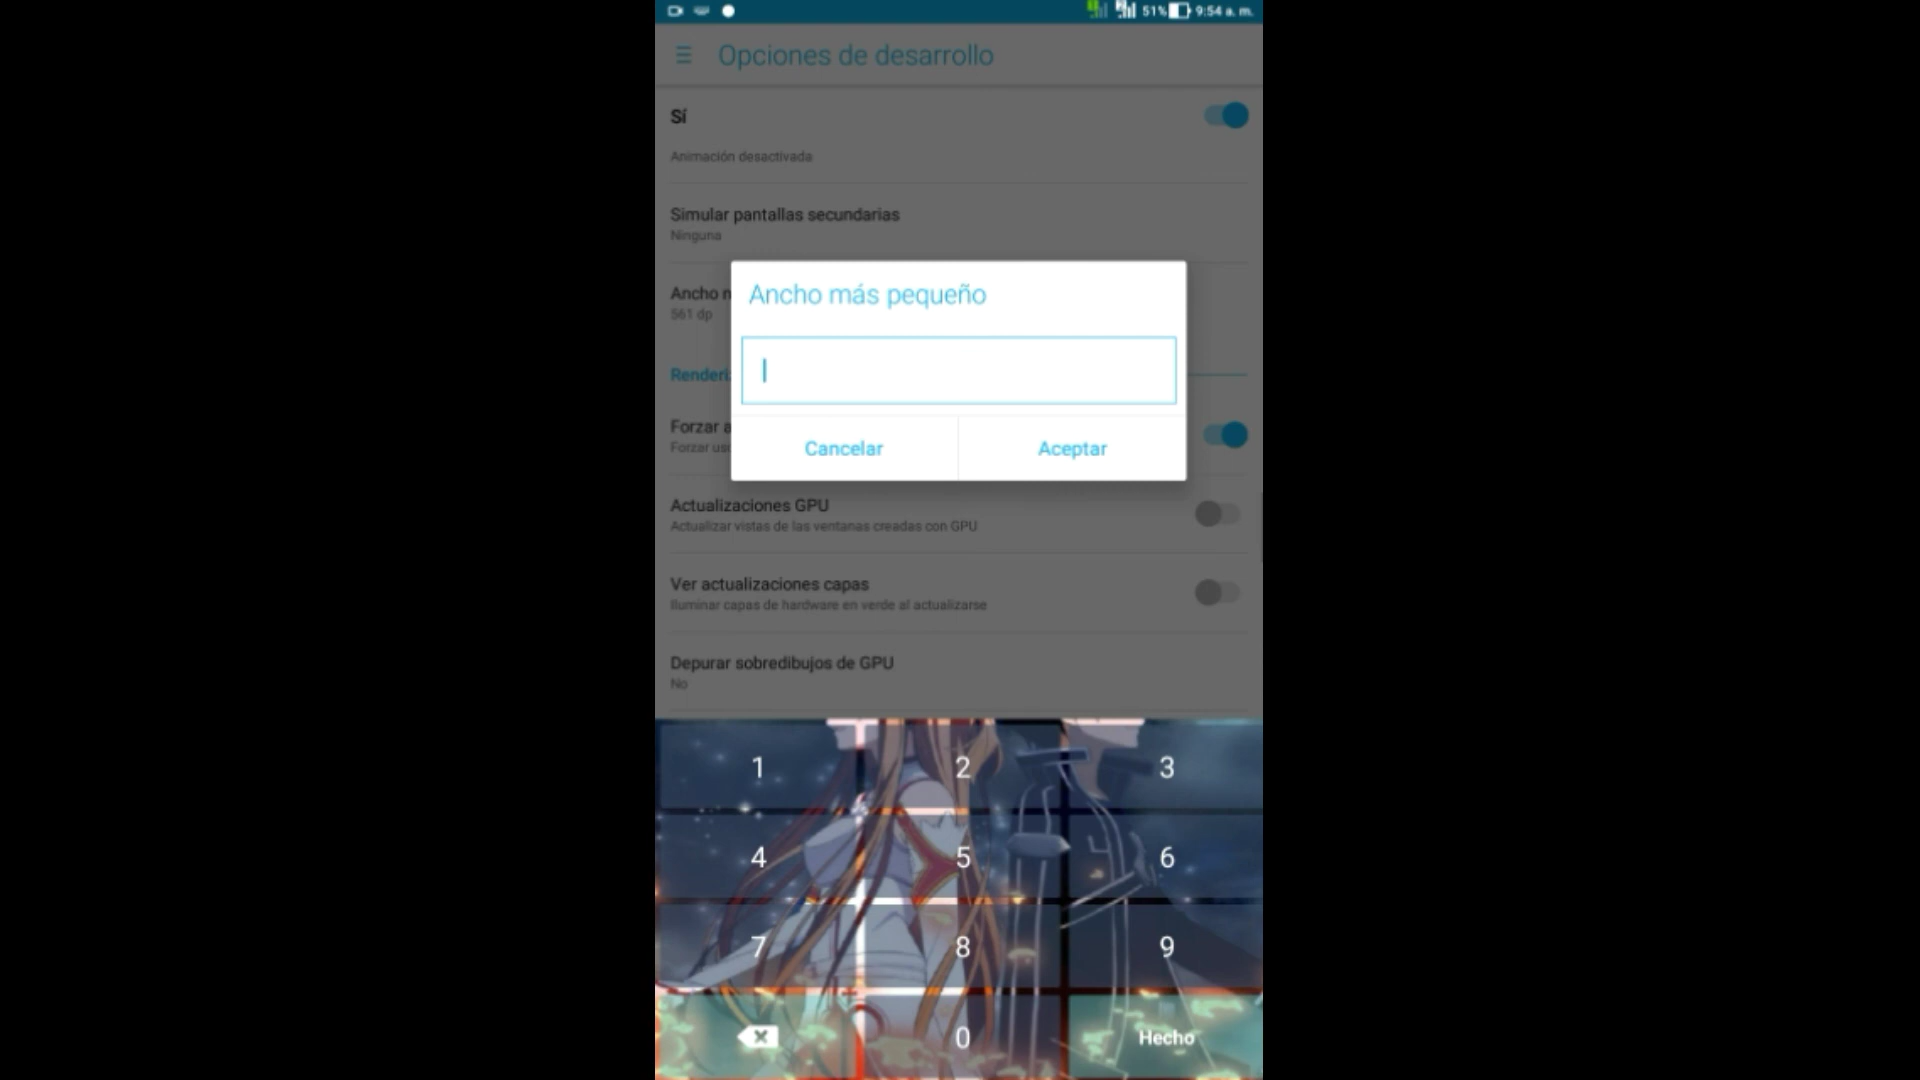 51% 9:54 a. m.
Opciones de desarrollo
Sí
Animación desactivada
Simular pantallas secundarias
Ninguna
Ancho
561 dp
Ancho más pequeño
Cancelar Aceptar
Forzar
Forzar
Actualizaciones GPU
Actualizar vistas de las ventanas creadas con GPU
Ver actualizaciones capas
Iluminar capas de hardware en verde al actualizarse
Depurar sobredibujos de GPU
No
1 2 3
4 5 6
7 8 9
0 Hecho